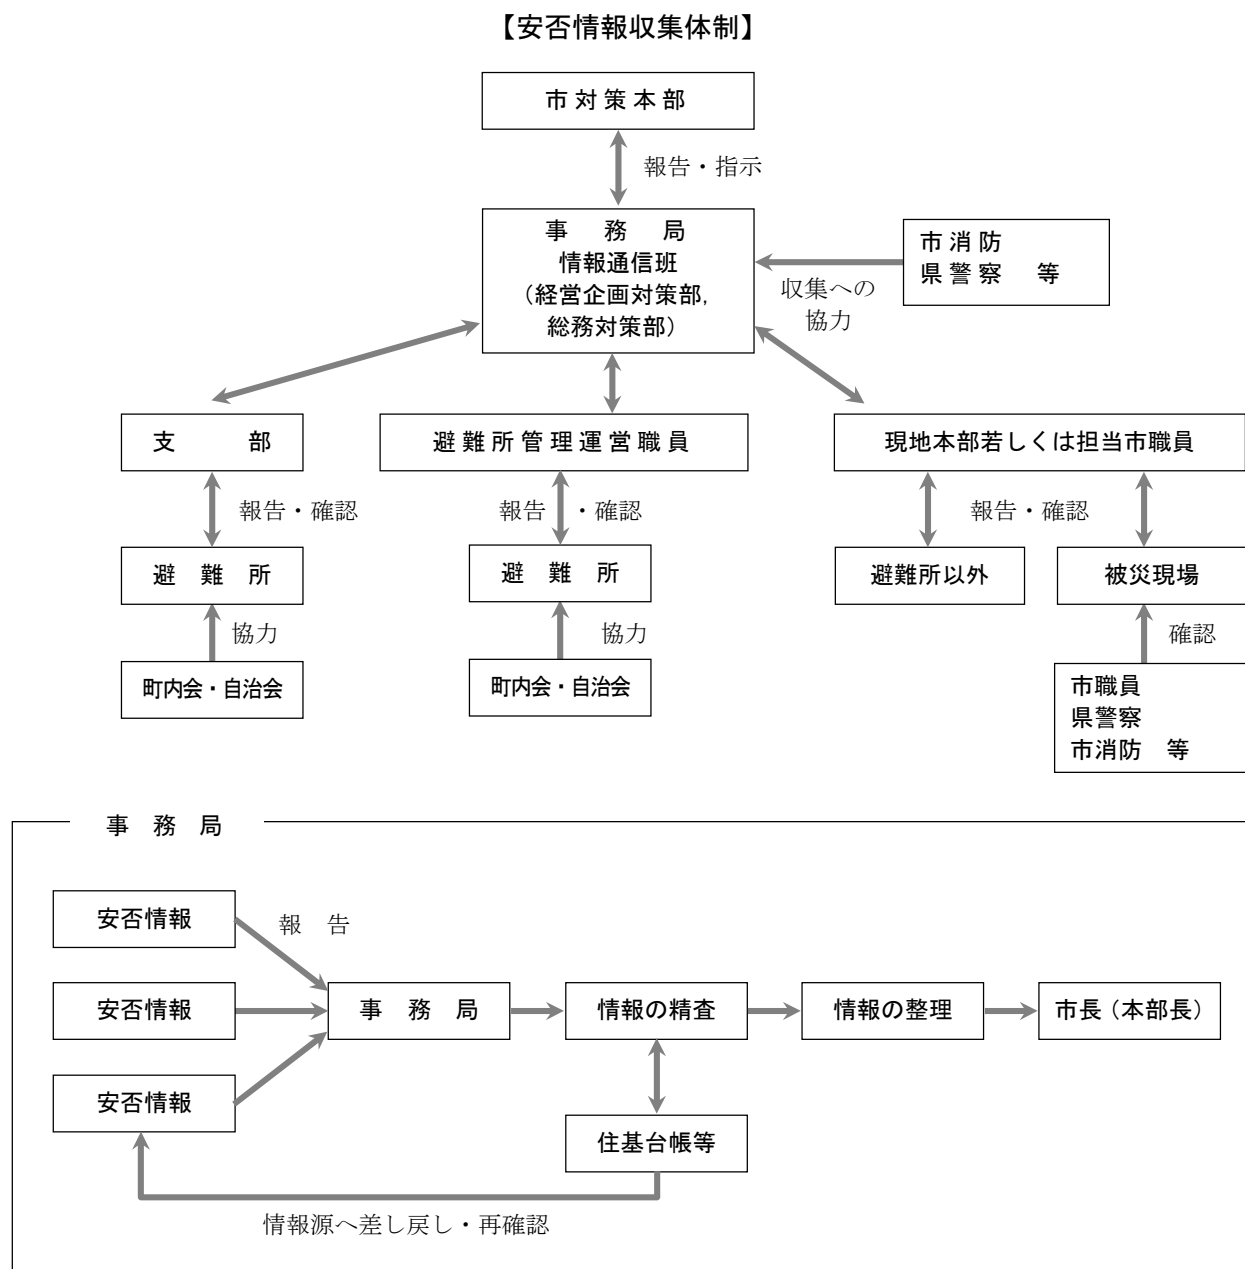 【安否情報収集体制】
市対策本部
報告・指示
事務局
情報通信班
（経営企画対策部,
総務対策部）
市消防
県警察　等
収集への
協力
支部
避難所管理運営職員
現地本部若しくは担当市職員
報告・確認
報告・確認
報告・確認
避難所
避難所
避難所以外
被災現場
協力
協力
確認
町内会・自治会
町内会・自治会
市職員
県警察
市消防　等
事務局
安否情報
報告
安否情報
事務局
情報の精査
情報の整理
市長（本部長）
安否情報
住基台帳等
情報源へ差し戻し・再確認